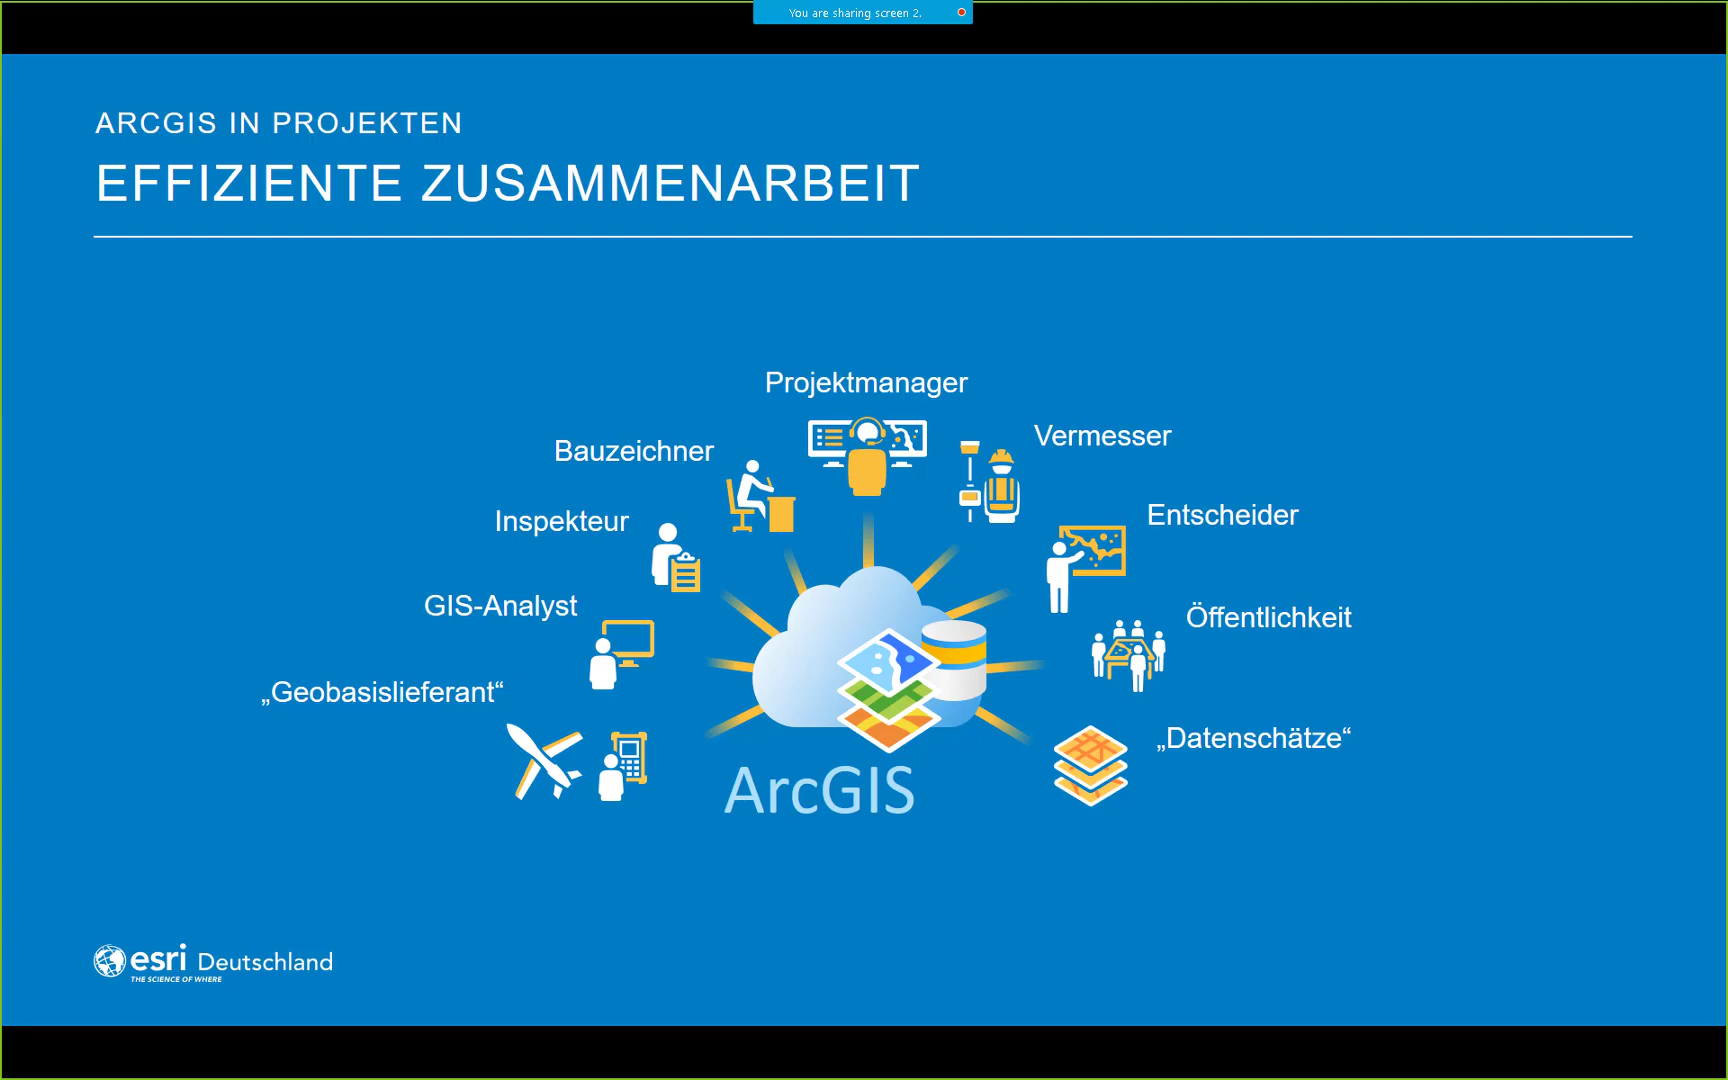 You are sharing screen 2.
ARCGIS IN PROJEKTEN
EFFIZIENTE ZUSAMMENARBEIT
Projektmanager
Vermesser
Bauzeichner
Entscheider
Inspekteur
GIS-Analyst
Öffentlichkeit
„Geobasislieferant“
„Datenschätze“
ArcGIS
esri Deutschland
THE SCIENCE OF WHERE